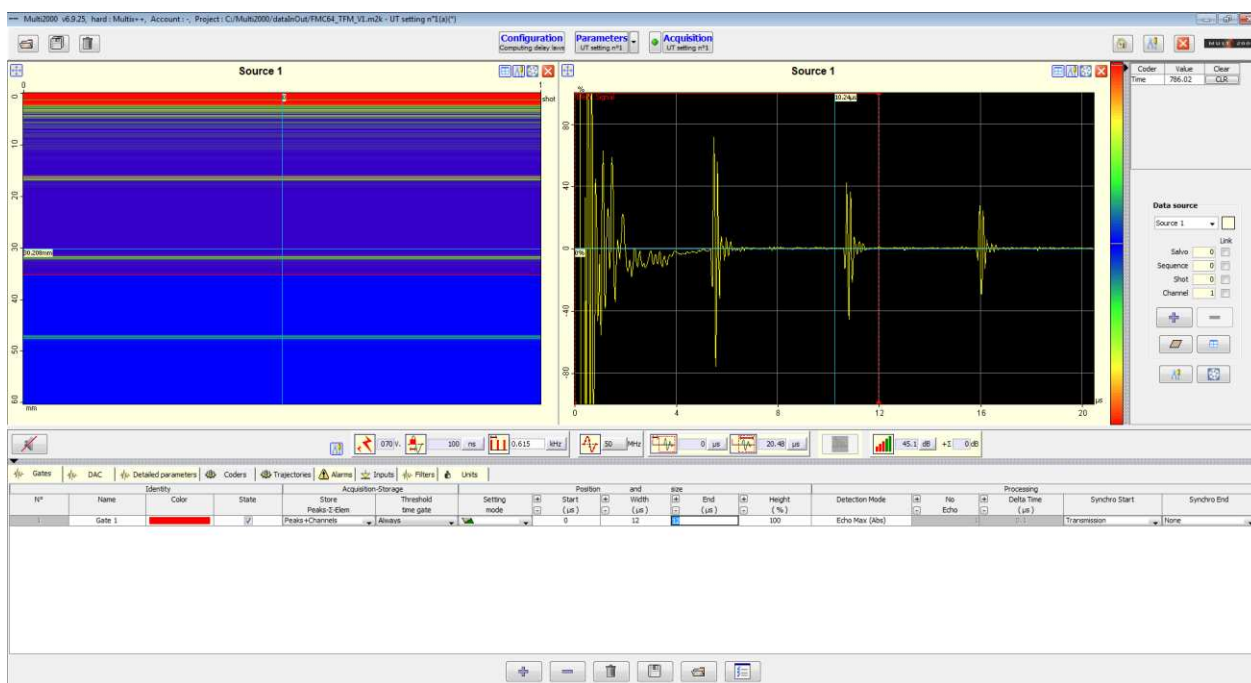 Multi2000 v6.9.25, hard : Multix++, Account : -, Project : C:/Multi2000/dataInOut/FMC64_TFM_V1.m2k - UT setting n°1(a)(*)
Configuration
Computing delay laws
Parameters
UT setting n°1
Acquisition
UT setting n°1
Source 1
0
1
shot
0
10
20
30
40
50
60
mm
Source 1
%
80
40
0
-40
-80
10.24µs
0%
0
4
8
12
16
20
µs
Coder Value Clear
Time 786.02 CLR
Data source
Source 1
Link
Salvo 0
Sequence 0
Shot 0
Channel 1
070 V.
100 ns
0.615 kHz
50 MHz
0 µs
20.48 µs
45.1 dB
+I 0 dB
Gates DAC Detailed parameters Coders Trajectories Alarms Inputs Filters Units
Identity Acquisition-Storage Position and size Processing
N° Name Color State Store Threshold Setting Start Width End Height Detection Mode No Delta Time Synchro Start Synchro End
Peaks-Σ-Elem time gate mode (µs) (µs) (µs) (%) Echo (µs)
1 Gate 1 Peaks+Channels Always 0 12 12 100 Echo Max (Abs) Transmission None